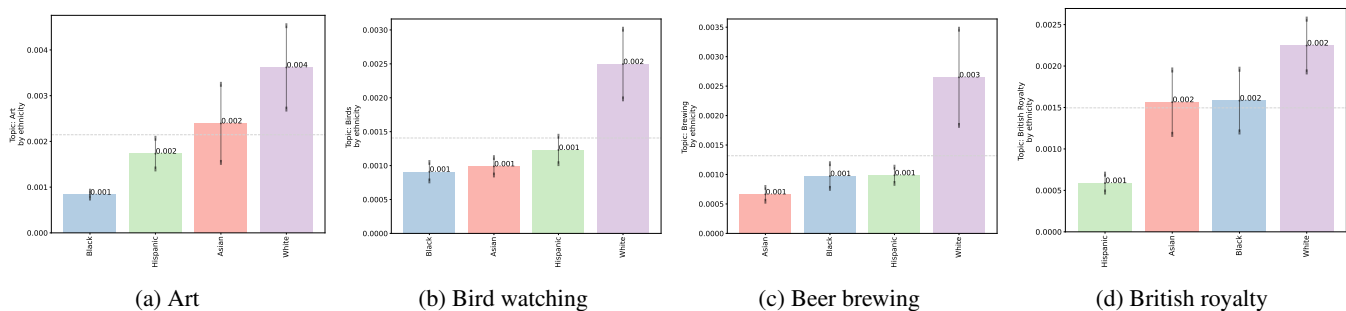 0.004
0.003
0.002
0.001
0.000
Topic: Art
by ethnicity
0.001
0.002
0.002
0.004
Black
Hispanic
Asian
White
(a) Art
0.0030
0.0025
0.0020
0.0015
0.0010
0.0005
0.0000
Topic: Birds
by ethnicity
0.001
0.001
0.001
0.002
Black
Asian
Hispanic
White
(b) Bird watching
0.0035
0.0030
0.0025
0.0020
0.0015
0.0010
0.0005
0.0000
Topic: Brewing
by ethnicity
0.001
0.001
0.001
0.003
Asian
Black
Hispanic
White
(c) Beer brewing
0.0025
0.0020
0.0015
0.0010
0.0005
0.0000
Topic: British Royalty
by ethnicity
0.001
0.002
0.002
0.002
Hispanic
Asian
Black
White
(d) British royalty